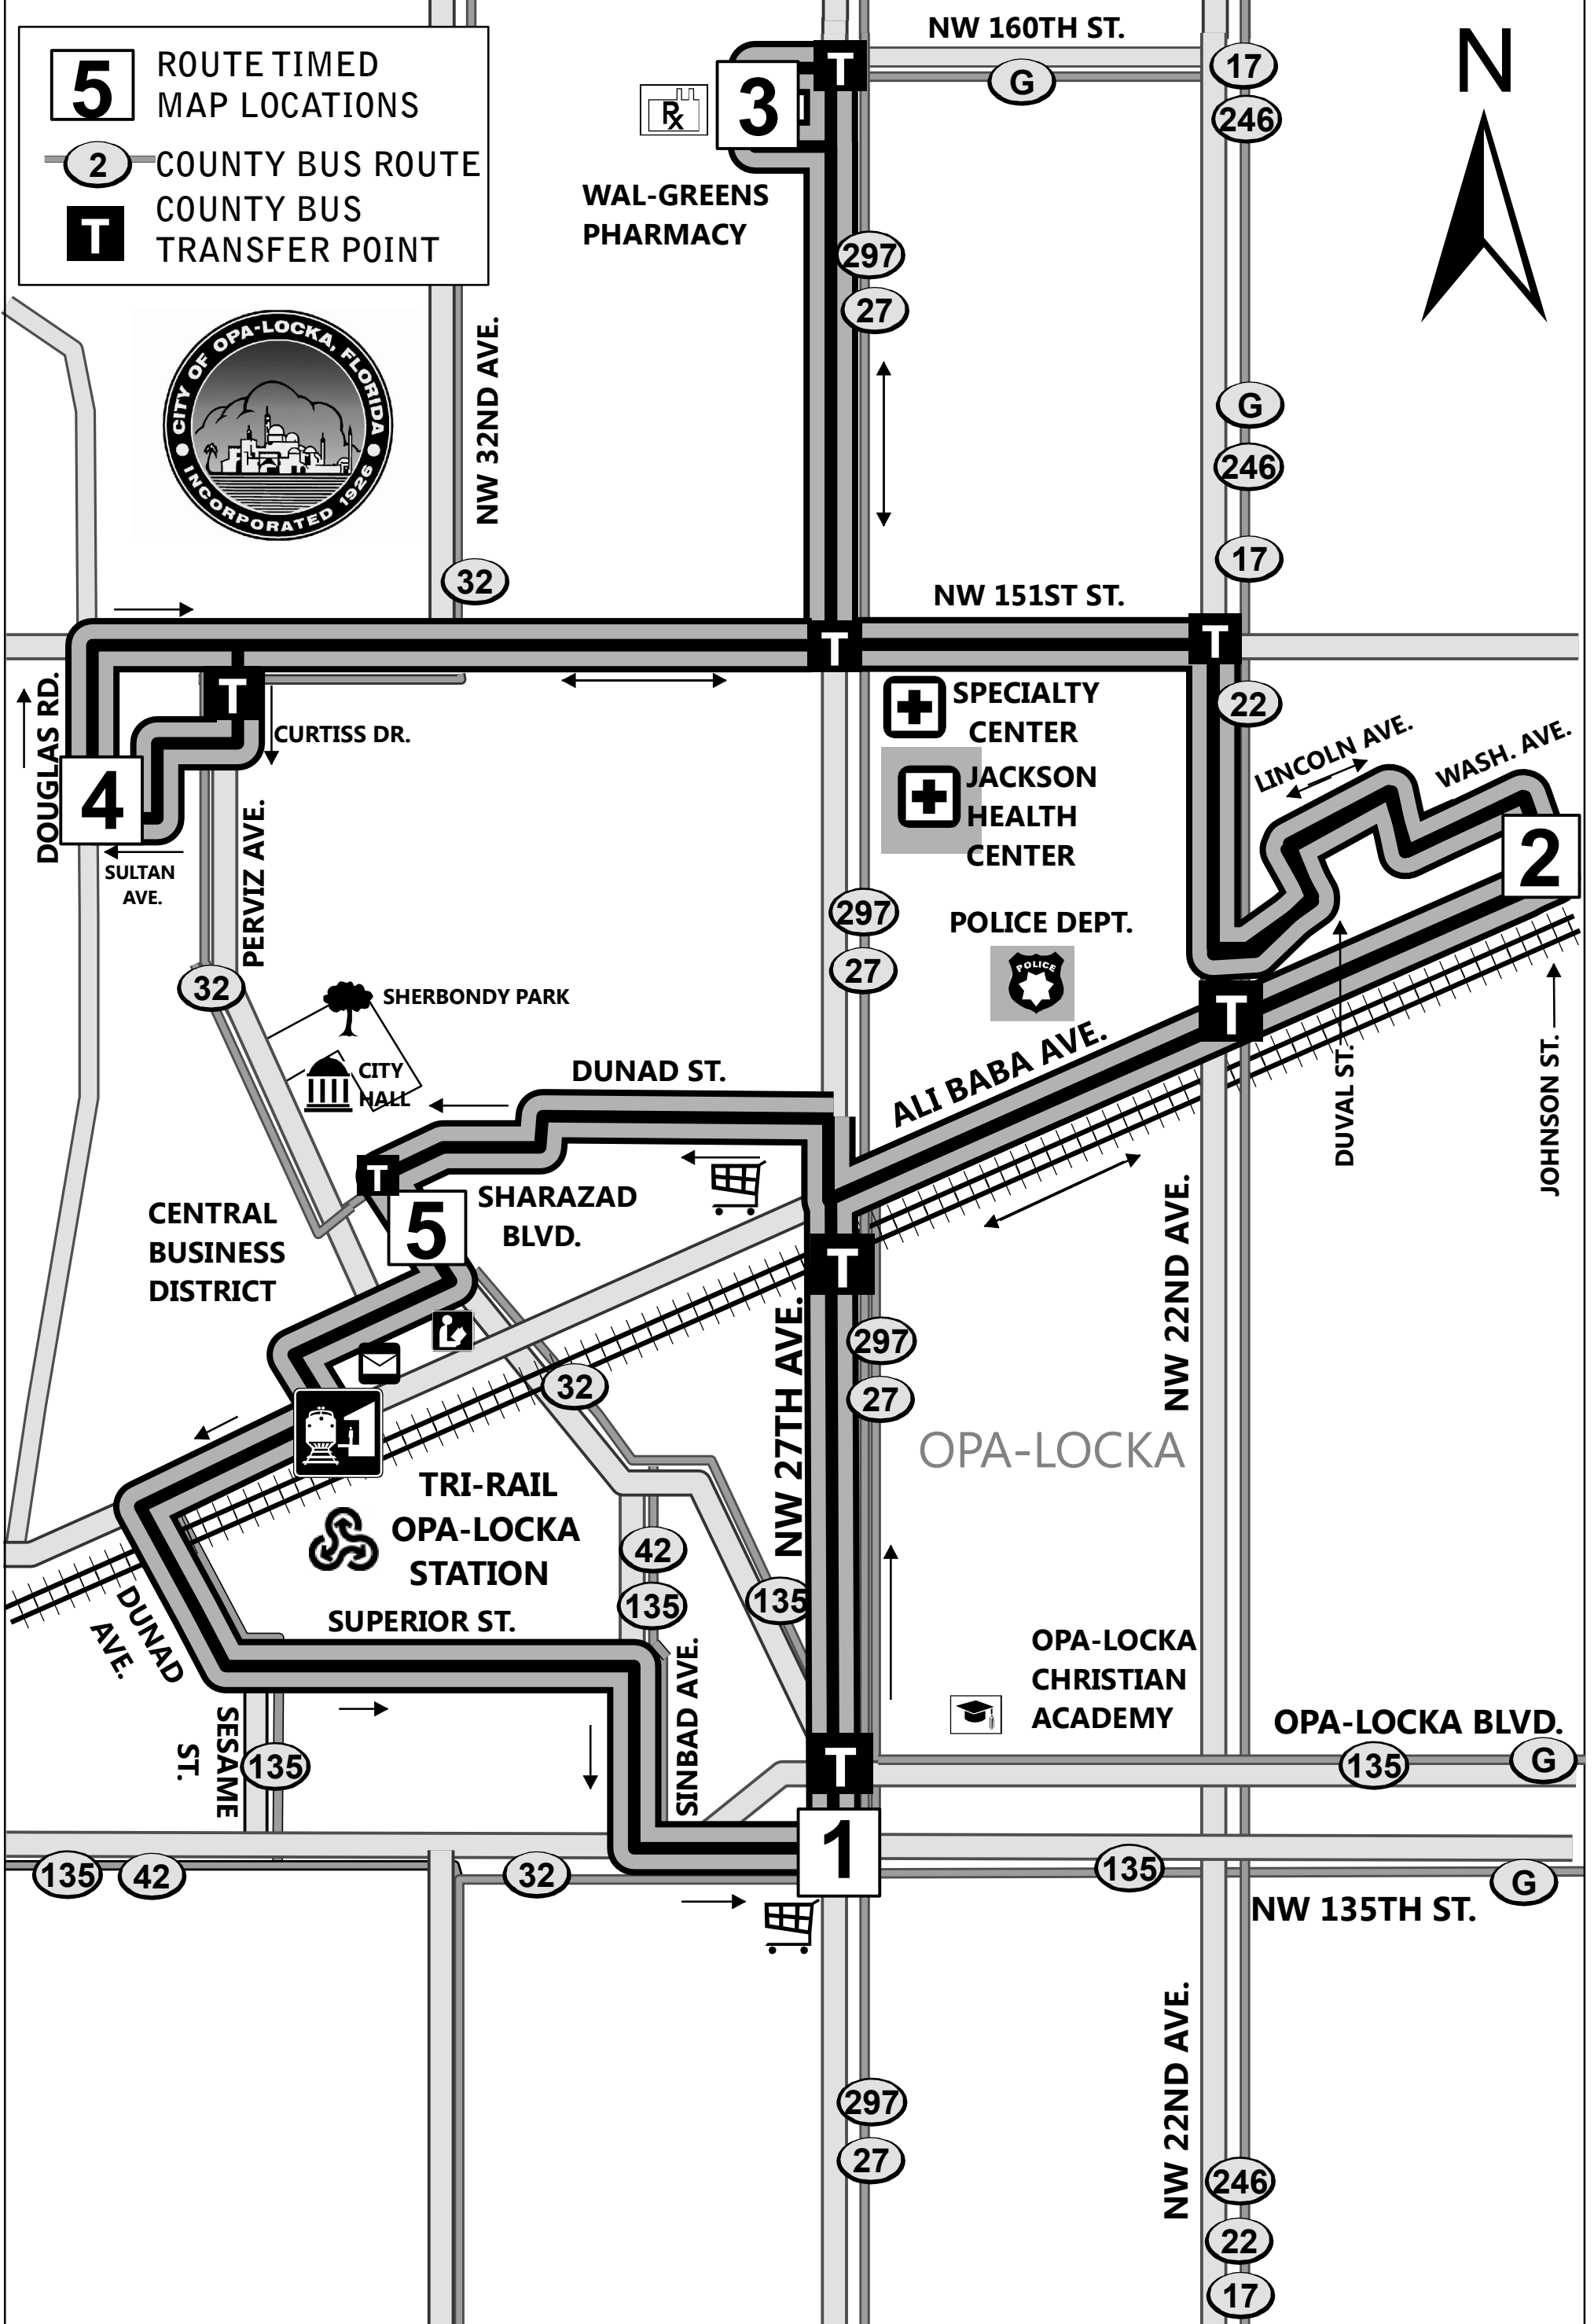 5
ROUTE TIMED
MAP LOCATIONS
2
COUNTY BUS ROUTE
T
COUNTY BUS
TRANSFER POINT
NW 160TH ST.
N
T
3
Rx
G
17
246
WAL-GREENS
PHARMACY
297
27
CITY OF OPA-LOCKA, FLORIDA
INCORPORATED 1926
NW 32ND AVE.
G
246
17
32
NW 151ST ST.
T
T
T
DOUGLAS RD.
CURTISS DR.
4
SULTAN
AVE.
PERVIZ AVE.
SPECIALTY
CENTER
JACKSON
HEALTH
CENTER
22
LINCOLN AVE.
WASH. AVE.
2
297
27
POLICE DEPT.
POLICE
32
SHERBONDY PARK
CITY
HALL
DUNAD ST.
ALI BABA AVE.
T
DUVAL ST.
JOHNSON ST.
T
5
SHARAZAD
BLVD.
CENTRAL
BUSINESS
DISTRICT
T
NW 22ND AVE.
NW 27TH AVE.
297
27
32
OPA-LOCKA
TRI-RAIL
OPA-LOCKA
STATION
42
135
135
SUPERIOR ST.
DUNAD
AVE.
SESAME
ST.
135
SINBAD AVE.
OPA-LOCKA
CHRISTIAN
ACADEMY
OPA-LOCKA BLVD.
T
135
G
1
135
42
32
135
G
NW 135TH ST.
NW 22ND AVE.
297
27
246
22
17